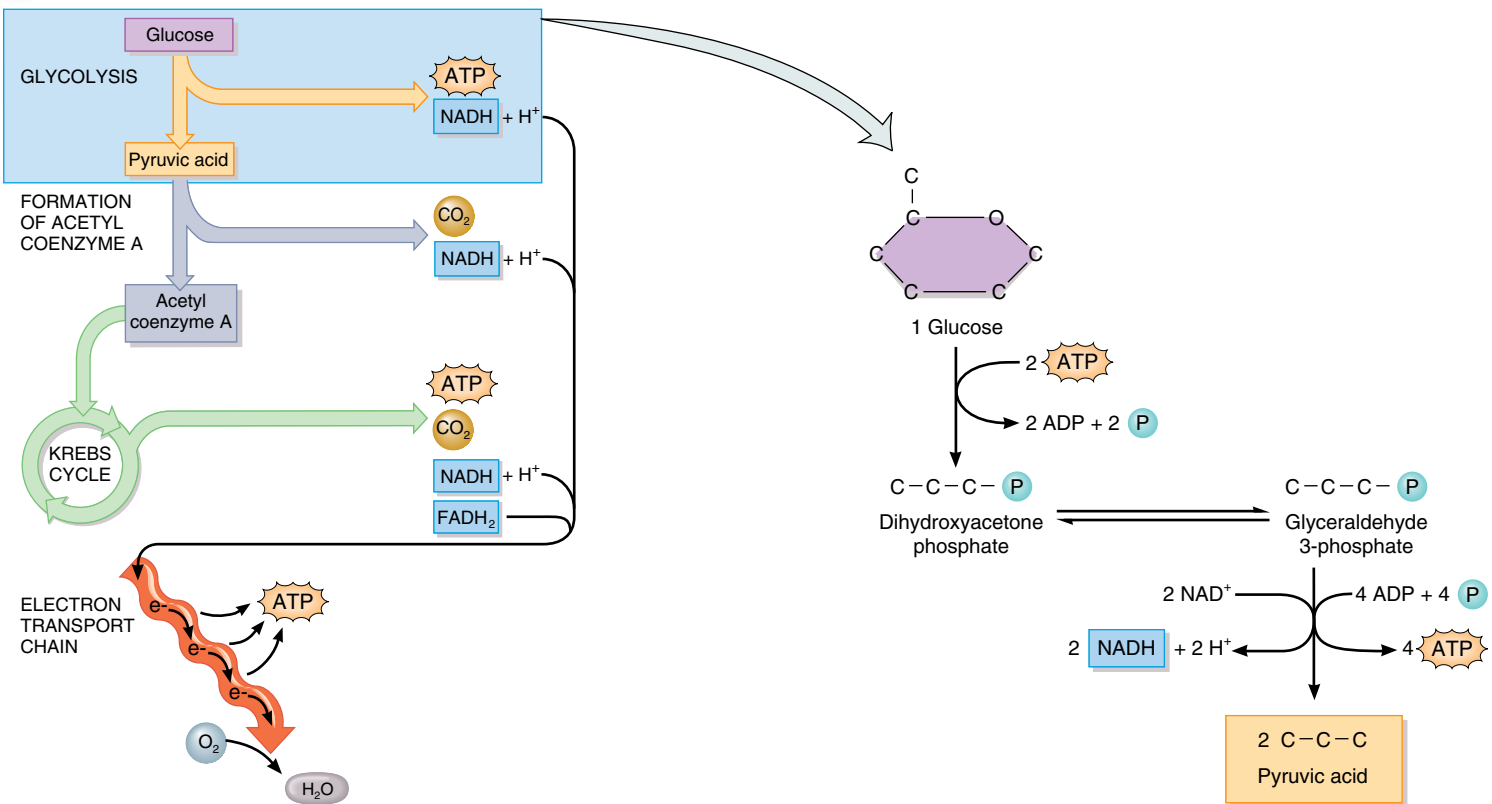 Glucose
GLYCOLYSIS
ATP
NADH + H⁺
Pyruvic acid
FORMATION
OF ACETYL
COENZYME A
CO₂
NADH + H⁺
Acetyl
coenzyme A
ATP
CO₂
KREBS
CYCLE
NADH + H⁺
FADH₂
ELECTRON
TRANSPORT
CHAIN
e-
e-
e-
ATP
O₂
H₂O
C
C O
C C
C C
1 Glucose
2 ATP
2 ADP + 2 P
C-C-C-P
Dihydroxyacetone
phosphate
C-C-C-P
Glyceraldehyde
3-phosphate
2 NAD⁺
4 ADP + 4 P
2 NADH + 2 H⁺
4 ATP
2 C-C-C
Pyruvic acid